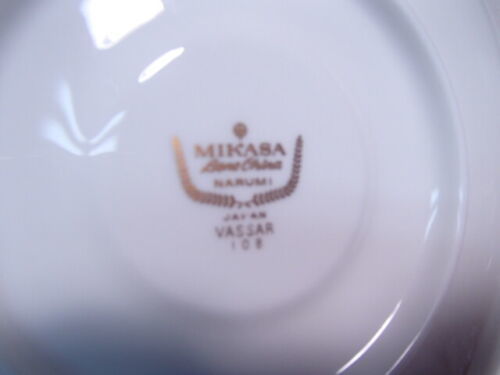 MIKASA
Bone China
NARUMI
JAPAN
VASSAR
108